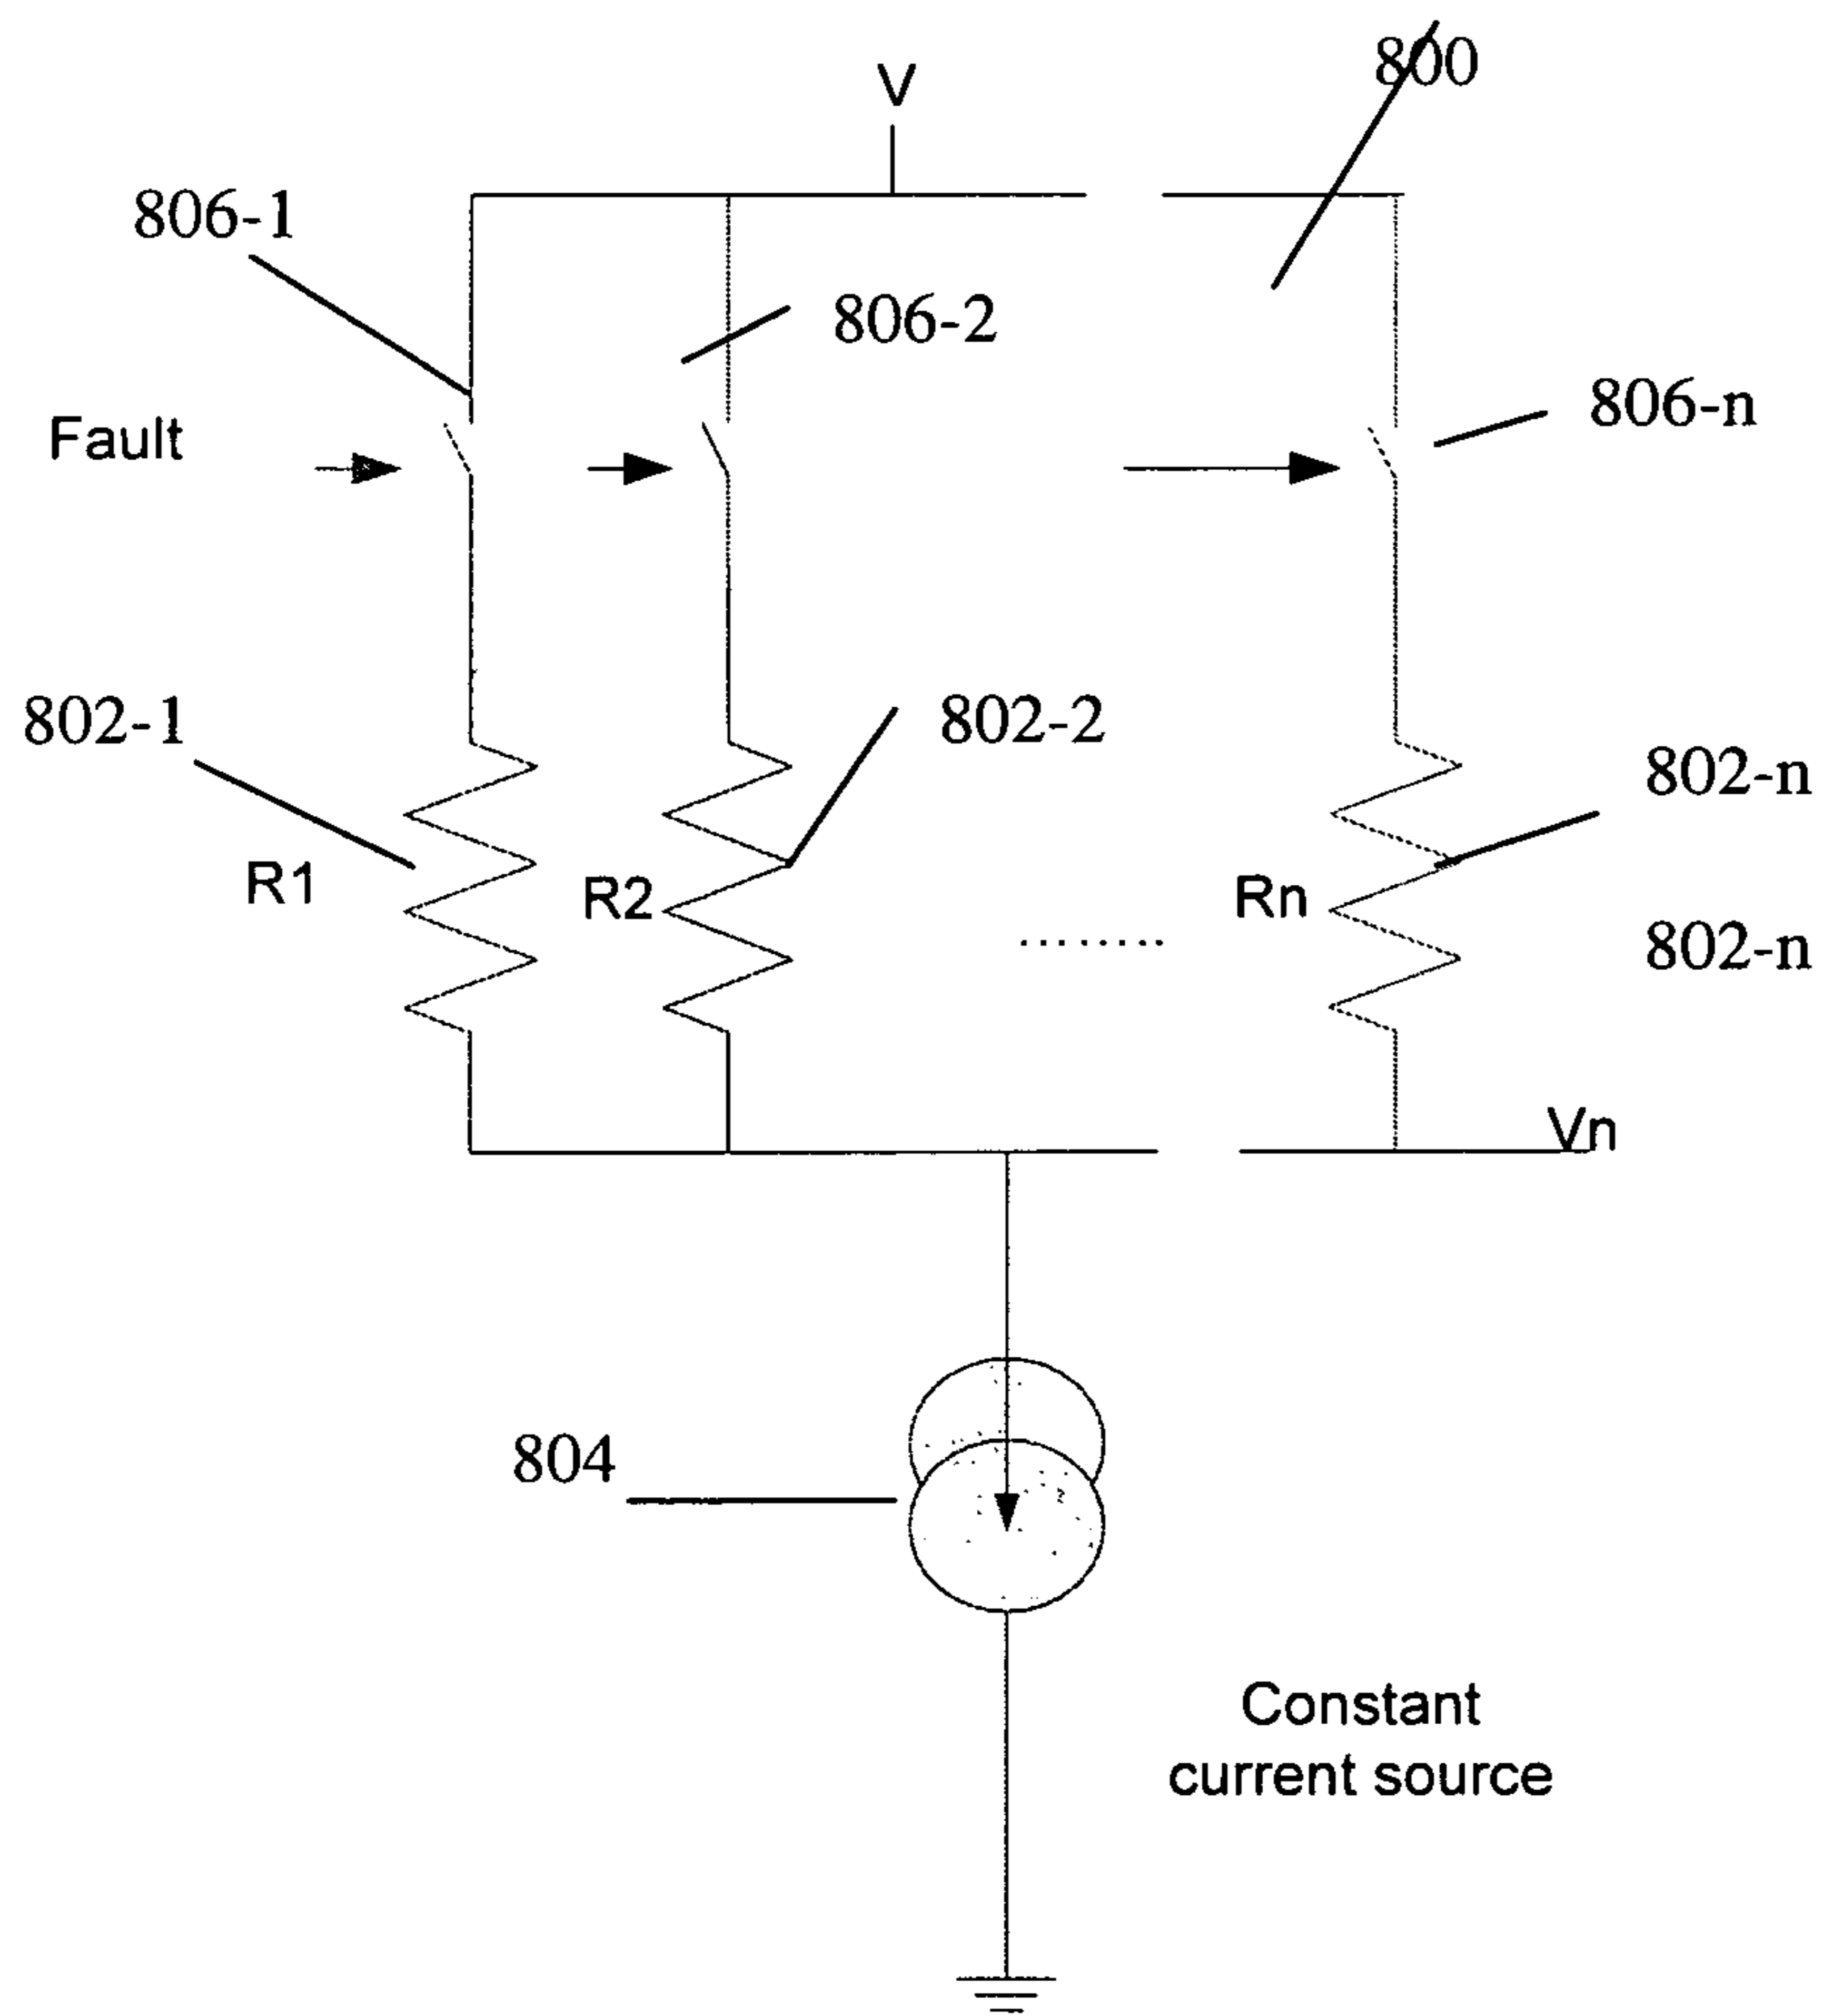 800
V
806-1
806-2
806-n
Fault
802-1
802-2
802-n
R1
R2
Rn
802-n
Vn
804
Constant
current source